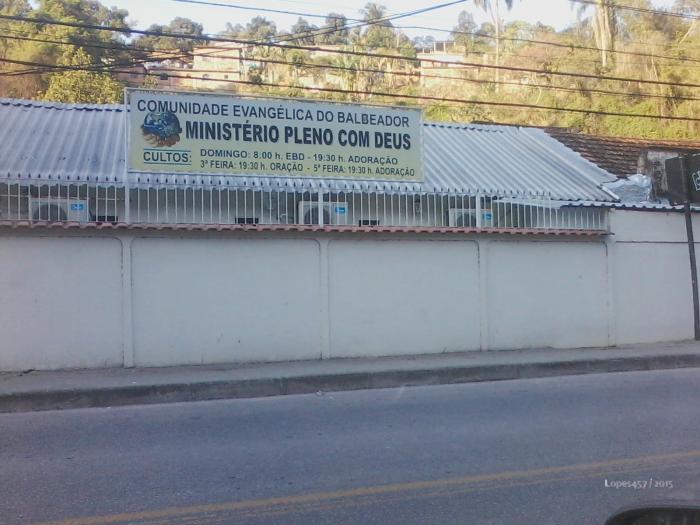 COMUNIDADE EVANGÉLICA DO BALBEADOR
MINISTÉRIO PLENO COM DEUS
CULTOS: DOMINGO: 8:00 h. EBD - 19:30 h. ADORAÇÃO
3ª FEIRA: 19:30 h. ORAÇÃO - 5ª FEIRA: 19:30 h. ADORAÇÃO
Lopes457 / 2015